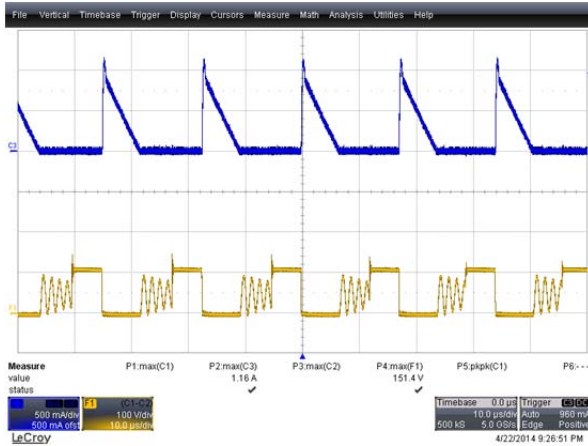 File Vertical Timebase Trigger Display Cursors Measure Math Analysis Utilities Help
C3
Measure P1:max(C1) P2:max(C3) P3:max(C2) P4:max(F1) P5:pkpk(C1) P6:- - -
value 1.16 A 151.4 V
status
500 mA/div
500 mA ofst
F1 (C1-C2)
100 V/div
10.0 µs/div
Timebase 0.0 µs
10.0 µs/div
500 kS 5.0 GS/s
Trigger C3 DC
Auto 960 mA
Edge Positiv
LeCroy
4/22/2014 9:26:51 PM